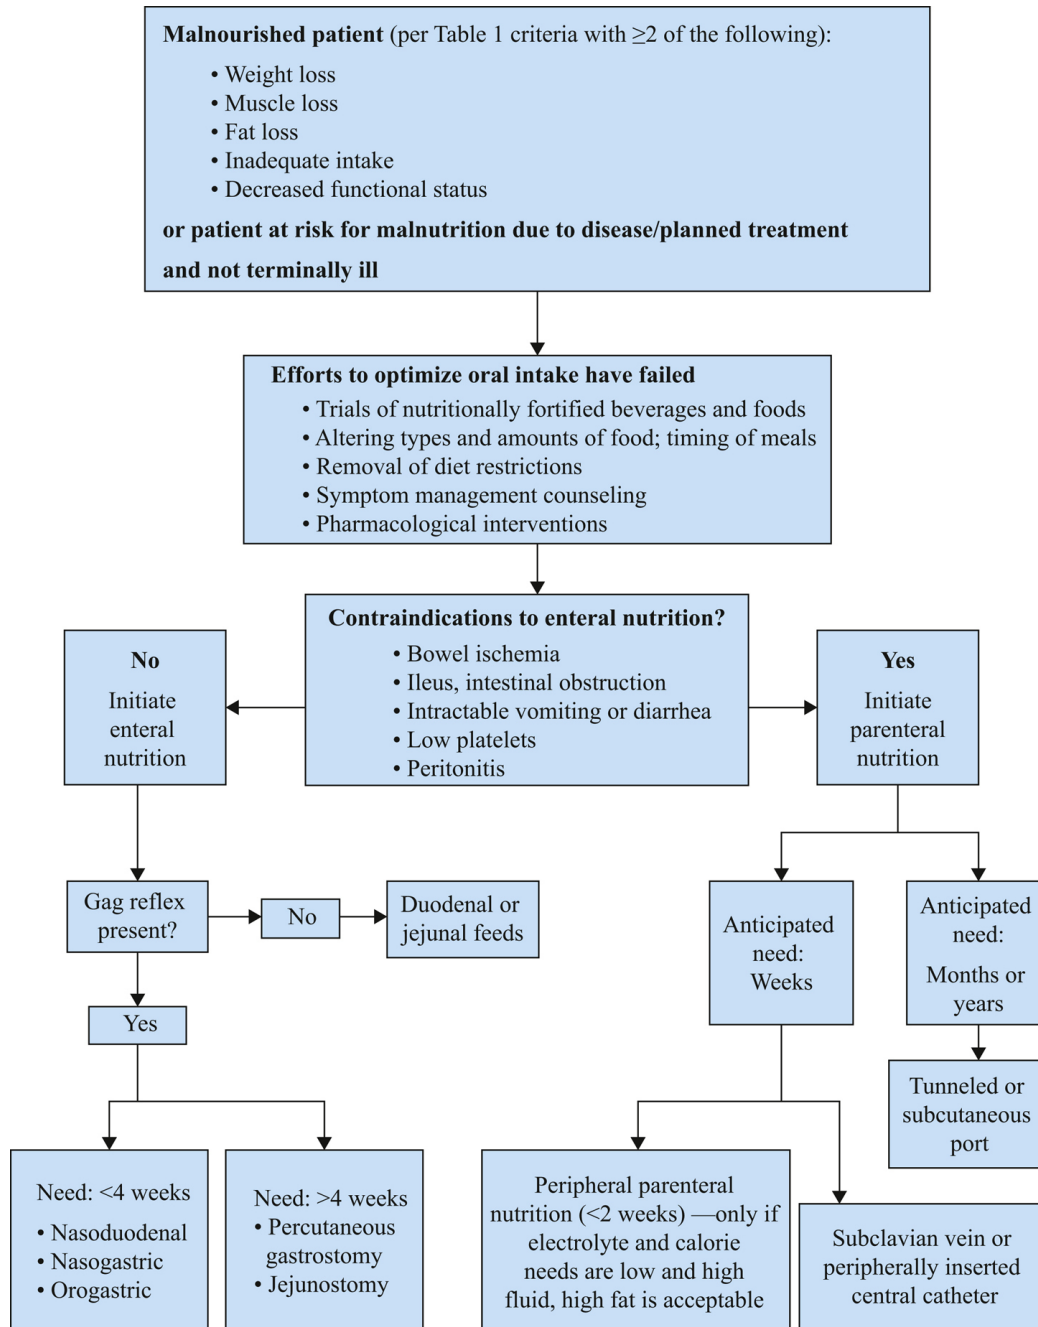 Malnourished patient (per Table 1 criteria with ≥2 of the following):
• Weight loss
• Muscle loss
• Fat loss
• Inadequate intake
• Decreased functional status
or patient at risk for malnutrition due to disease/planned treatment
and not terminally ill
Efforts to optimize oral intake have failed
• Trials of nutritionally fortified beverages and foods
• Altering types and amounts of food; timing of meals
• Removal of diet restrictions
• Symptom management counseling
• Pharmacological interventions
Contraindications to enteral nutrition?
• Bowel ischemia
• Ileus, intestinal obstruction
• Intractable vomiting or diarrhea
• Low platelets
• Peritonitis
No
Initiate
enteral
nutrition
Yes
Initiate
parenteral
nutrition
Gag reflex
present?
No
Duodenal or
jejunal feeds
Yes
Need: <4 weeks
• Nasoduodenal
• Nasogastric
• Orogastric
Need: >4 weeks
• Percutaneous
gastrostomy
• Jejunostomy
Anticipated
need:
Weeks
Anticipated
need:
Months or
years
Tunneled or
subcutaneous
port
Peripheral parenteral
nutrition (<2 weeks) —only if
electrolyte and calorie
needs are low and high
fluid, high fat is acceptable
Subclavian vein or
peripherally inserted
central catheter